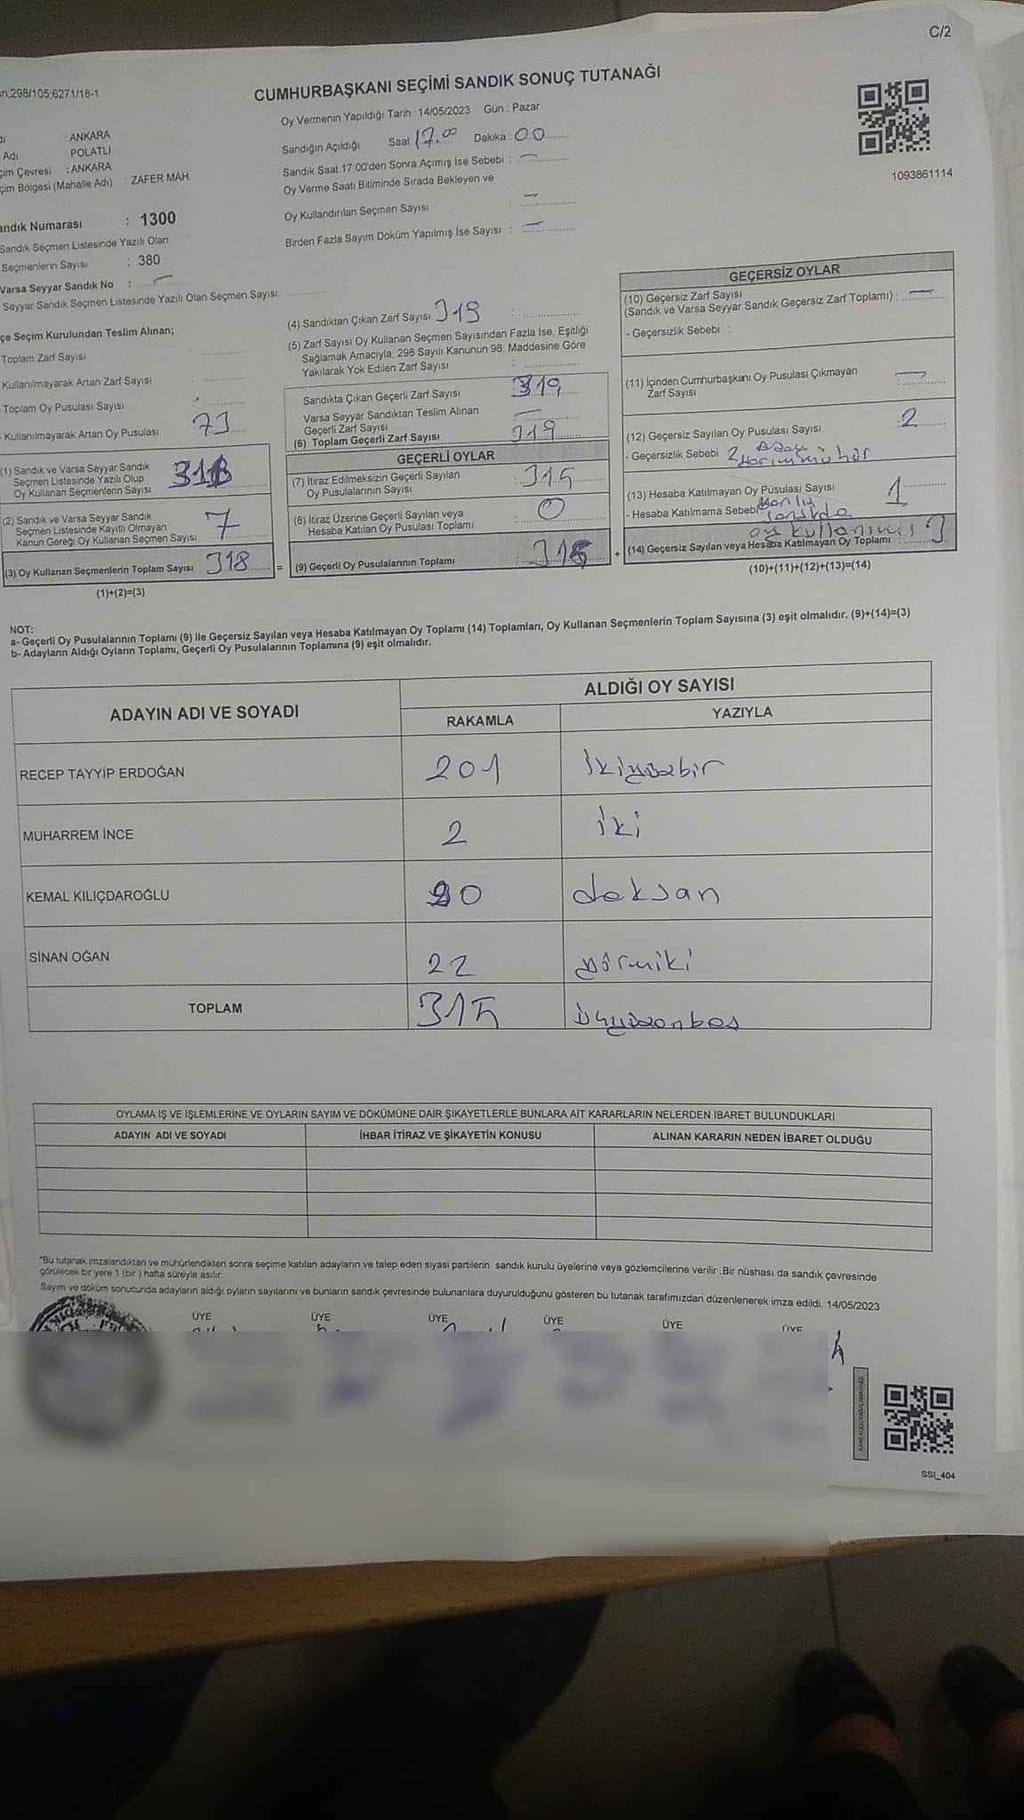 C/2
n:298/105,6271/18-1
CUMHURBAŞKANI SEÇİMİ SANDIK SONUÇ TUTANAĞI
Oy Vermenin Yapıldığı Tarih : 14/05/2023 Gün : Pazar
: ANKARA
Adı : POLATLI
çim Çevresi : ANKARA
çim Bölgesi (Mahalle Adı) : ZAFER MAH.
Sandığın Açıldığı Saat 17.00 Dakika : 00
Sandık Saat 17:00'den Sonra Açımış İse Sebebi : —
Oy Verme Saati Bitiminde Sırada Bekleyen ve
Oy Kullandırılan Seçmen Sayısı : —
Birden Fazla Sayım Döküm Yapılmış İse Sayısı : —
1093861114
andık Numarası : 1300
Sandık Seçmen Listesinde Yazılı Olan
Seçmenlerin Sayısı : 380
Varsa Seyyar Sandık No : —
Seyyar Sandık Seçmen Listesinde Yazılı Olan Seçmen Sayısı
çe Seçim Kurulundan Teslim Alınan;
Toplam Zarf Sayısı
Kullanılmayarak Artan Zarf Sayısı
Toplam Oy Pusulası Sayısı
Kullanılmayarak Artan Oy Pusulası 73
(1) Sandık ve Varsa Seyyar Sandık
Seçmen Listesinde Yazılı Olup
Oy Kullanan Seçmenlerin Sayısı
(2) Sandık ve Varsa Seyyar Sandık
Seçmen Listesinde Kayıtlı Olmayan
Kanun Gereği Oy Kullanan Seçmen Sayısı 7
(3) Oy Kullanan Seçmenlerin Toplam Sayısı 318 =
(1)+(2)=(3)
(4) Sandıktan Çıkan Zarf Sayısı 319
(5) Zarf Sayısı Oy Kullanan Seçmen Sayısından Fazla İse, Eşitliği
Sağlamak Amacıyla, 298 Sayılı Kanunun 98. Maddesine Göre
Yakılarak Yok Edilen Zarf Sayısı
Sandıkta Çıkan Geçerli Zarf Sayısı : 319
Varsa Seyyar Sandıktan Teslim Alınan
Geçerli Zarf Sayısı —
(6) Toplam Geçerli Zarf Sayısı 319
GEÇERLİ OYLAR
(7) İtiraz Edilmeksizin Geçerli Sayılan
Oy Pusulalarının Sayısı : 315
(8) İtiraz Üzerine Geçerli Sayılan veya
Hesaba Katılan Oy Pusulası Toplamı : 0
(9) Geçerli Oy Pusulalarının Toplamı 315 +
GEÇERSİZ OYLAR
(10) Geçersiz Zarf Sayısı
(Sandık ve Varsa Seyyar Sandık Geçersiz Zarf Toplamı) : —
- Geçersizlik Sebebi :
(11) İçinden Cumhurbaşkanı Oy Pusulası Çıkmayan
Zarf Sayısı : —
(12) Geçersiz Sayılan Oy Pusulası Sayısı : 2
- Geçersizlik Sebebi 2 mühür
(13) Hesaba Katılmayan Oy Pusulası Sayısı : 1
- Hesaba Katılmama Sebebi
oy kullanmış
(14) Geçersiz Sayılan veya Hesaba Katılmayan Oy Toplamı : 3
(10)+(11)+(12)+(13)=(14)
NOT:
a- Geçerli Oy Pusulalarının Toplamı (9) ile Geçersiz Sayılan veya Hesaba Katılmayan Oy Toplamı (14) Toplamları, Oy Kullanan Seçmenlerin Toplam Sayısına (3) eşit olmalıdır. (9)+(14)=(3)
b- Adayların Aldığı Oyların Toplamı, Geçerli Oy Pusulalarının Toplamına (9) eşit olmalıdır.
ADAYIN ADI VE SOYADI ALDIĞI OY SAYISI
RAKAMLA YAZIYLA
RECEP TAYYİP ERDOĞAN 201 ikiyüzbir
MUHARREM İNCE 2 iki
KEMAL KILIÇDAROĞLU 90 doksan
SİNAN OĞAN 22 yirmiiki
TOPLAM 315 üçyüzonbeş
OYLAMA İŞ VE İŞLEMLERİNE VE OYLARIN SAYIM VE DÖKÜMÜNE DAİR ŞİKAYETLERLE BUNLARA AİT KARARLARIN NELERDEN İBARET BULUNDUKLARI
ADAYIN ADI VE SOYADI İHBAR İTİRAZ VE ŞİKAYETİN KONUSU ALINAN KARARIN NEDEN İBARET OLDUĞU
*Bu tutanak imzalandıktan ve mühürlendikten sonra seçime katılan adayların ve talep eden siyasi partilerin sandık kurulu üyelerine veya gözlemcilerine verilir. Bir nüshası da sandık çevresinde
görülecek bir yere 1 (bir) hafta süreyle asılır.
Sayım ve döküm sonucunda adayların aldığı oyların sayılarını ve bunların sandık çevresinde bulunanlara duyurulduğunu gösteren bu tutanak tarafımızdan düzenlenerek imza edildi. 14/05/2023
ÜYE ÜYE ÜYE ÜYE ÜYE ÜYE
SSI_404